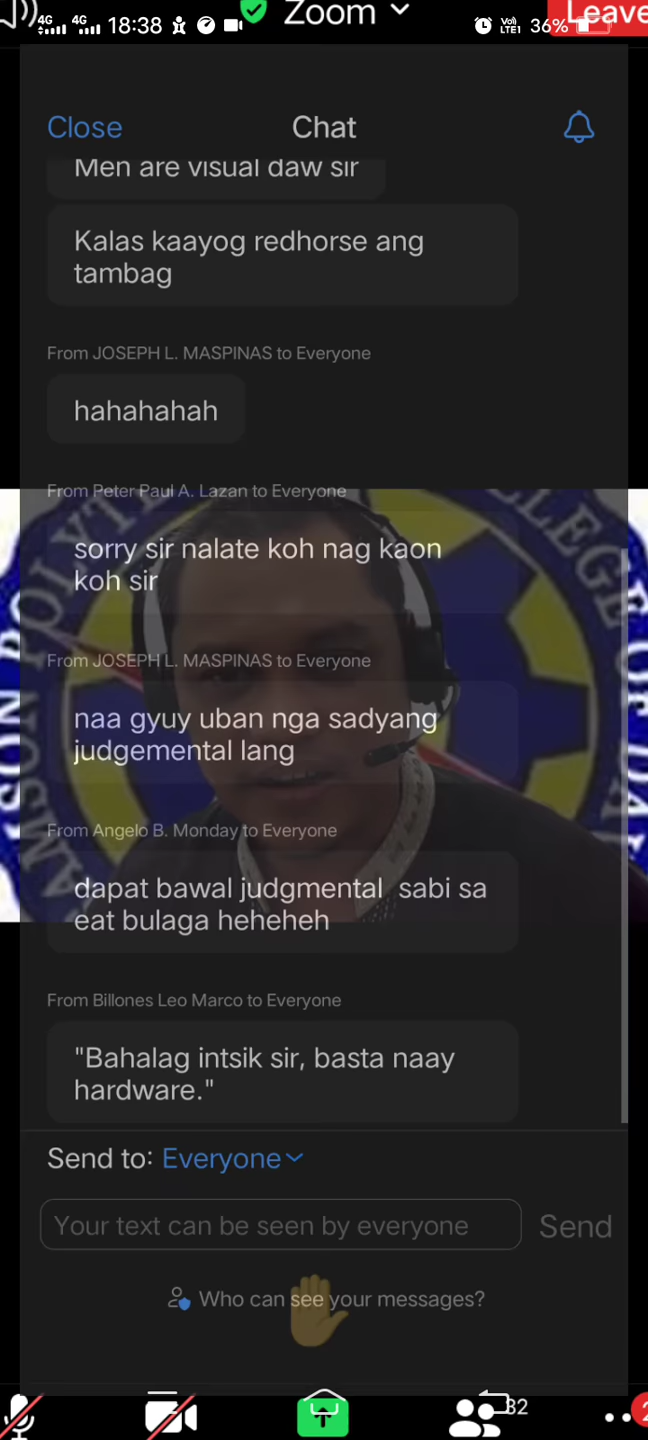 4G 4G 18:38 Zoom Vo) LTE1 36% Leave
Close Chat
Men are visual daw sir
Kalas kaayog redhorse ang
tambag
From JOSEPH L. MASPINAS to Everyone
hahahahah
From Peter Paul A. Lazan to Everyone
sorry sir nalate koh nag kaon
koh sir
From JOSEPH L. MASPINAS to Everyone
naa gyuy uban nga sadyang
judgemental lang
From Angelo B. Monday to Everyone
dapat bawal judgmental  sabi sa
eat bulaga heheheh
From Billones Leo Marco to Everyone
"Bahalag intsik sir, basta naay
hardware."
Send to: Everyone
Your text can be seen by everyone Send
Who can see your messages?
32